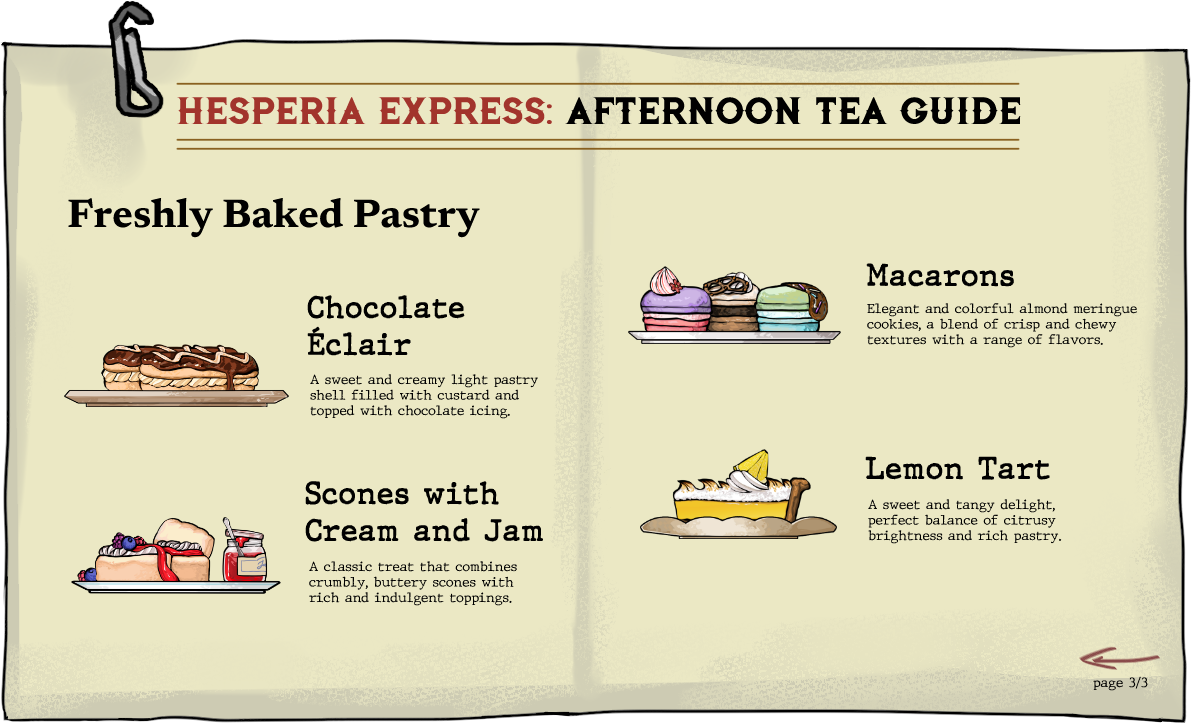 HESPERIA EXPRESS: AFTERNOON TEA GUIDE
Freshly Baked Pastry
Chocolate
Éclair
A sweet and creamy light pastry
shell filled with custard and
topped with chocolate icing.
Scones with
Cream and Jam
A classic treat that combines
crumbly, buttery scones with
rich and indulgent toppings.
Macarons
Elegant and colorful almond meringue
cookies, a blend of crisp and chewy
textures with a range of flavors.
Lemon Tart
A sweet and tangy delight,
perfect balance of citrusy
brightness and rich pastry.
page 3/3